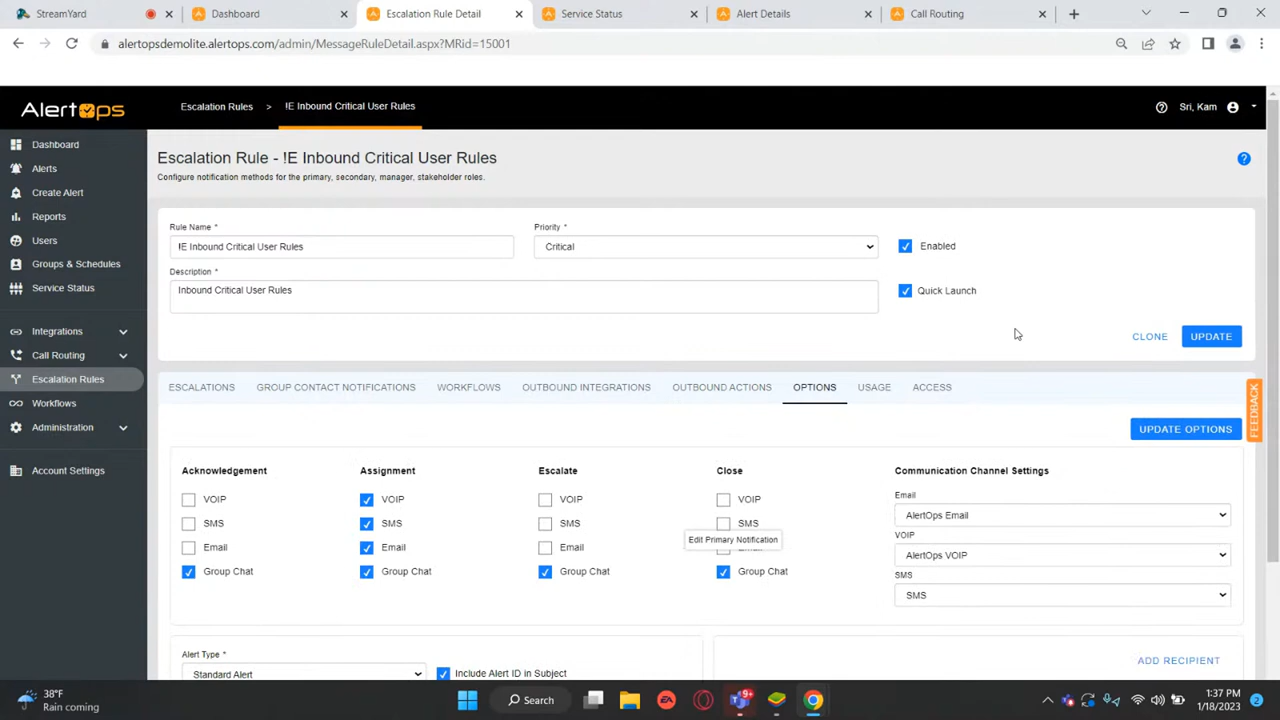 StreamYard
Dashboard
Escalation Rule Detail
Service Status
Alert Details
Call Routing
alertopsdemolite.alertops.com/admin/MessageRuleDetail.aspx?MRid=15001
AlertOps
Escalation Rules > !E Inbound Critical User Rules
Sri, Kam
Dashboard
Alerts
Create Alert
Reports
Users
Groups & Schedules
Service Status
Integrations
Call Routing
Escalation Rules
Workflows
Administration
Account Settings
Escalation Rule - !E Inbound Critical User Rules
Configure notification methods for the primary, secondary, manager, stakeholder roles.
Rule Name *
!E Inbound Critical User Rules
Priority *
Critical
Enabled
Description *
Inbound Critical User Rules
Quick Launch
CLONE UPDATE
ESCALATIONS GROUP CONTACT NOTIFICATIONS WORKFLOWS OUTBOUND INTEGRATIONS OUTBOUND ACTIONS OPTIONS USAGE ACCESS
FEEDBACK
UPDATE OPTIONS
Acknowledgement Assignment Escalate Close Communication Channel Settings
VOIP VOIP VOIP VOIP
SMS SMS SMS SMS
Email Email Email
Group Chat Group Chat Group Chat Group Chat
Edit Primary Notification
Email
AlertOps Email
VOIP
AlertOps VOIP
SMS
SMS
Alert Type *
Standard Alert
Include Alert ID in Subject
ADD RECIPIENT
38°F
Rain coming
Search
9+
1:37 PM
1/18/2023
2